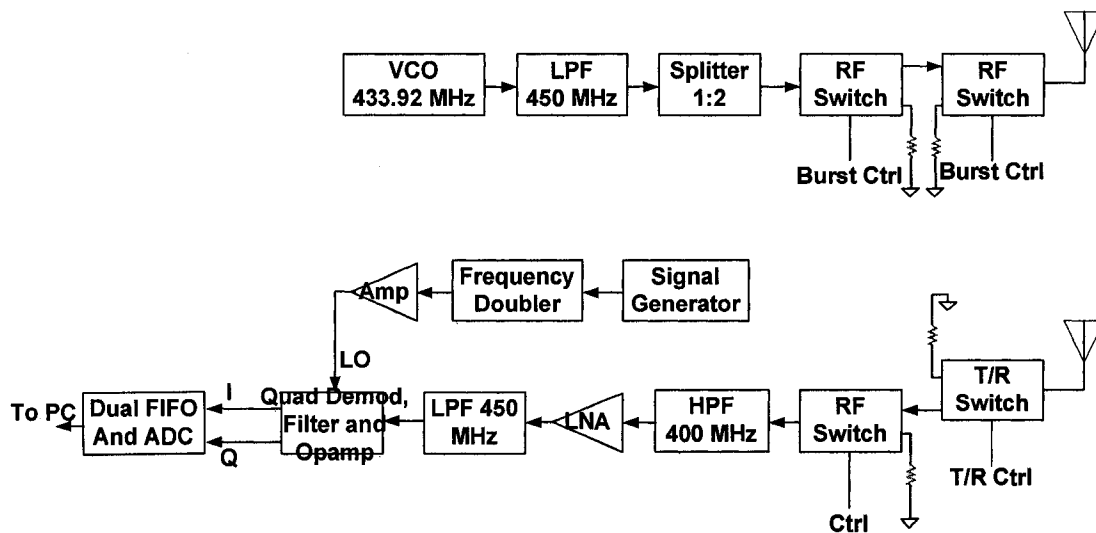 VCO
433.92 MHz
LPF
450 MHz
Splitter
1:2
RF
Switch
RF
Switch
Burst Ctrl
Burst Ctrl
Amp
Frequency
Doubler
Signal
Generator
LO
To PC
Dual FIFO
And ADC
I
Q
Quad Demod,
Filter and
Opamp
LPF 450
MHz
LNA
HPF
400 MHz
RF
Switch
T/R
Switch
T/R Ctrl
Ctrl